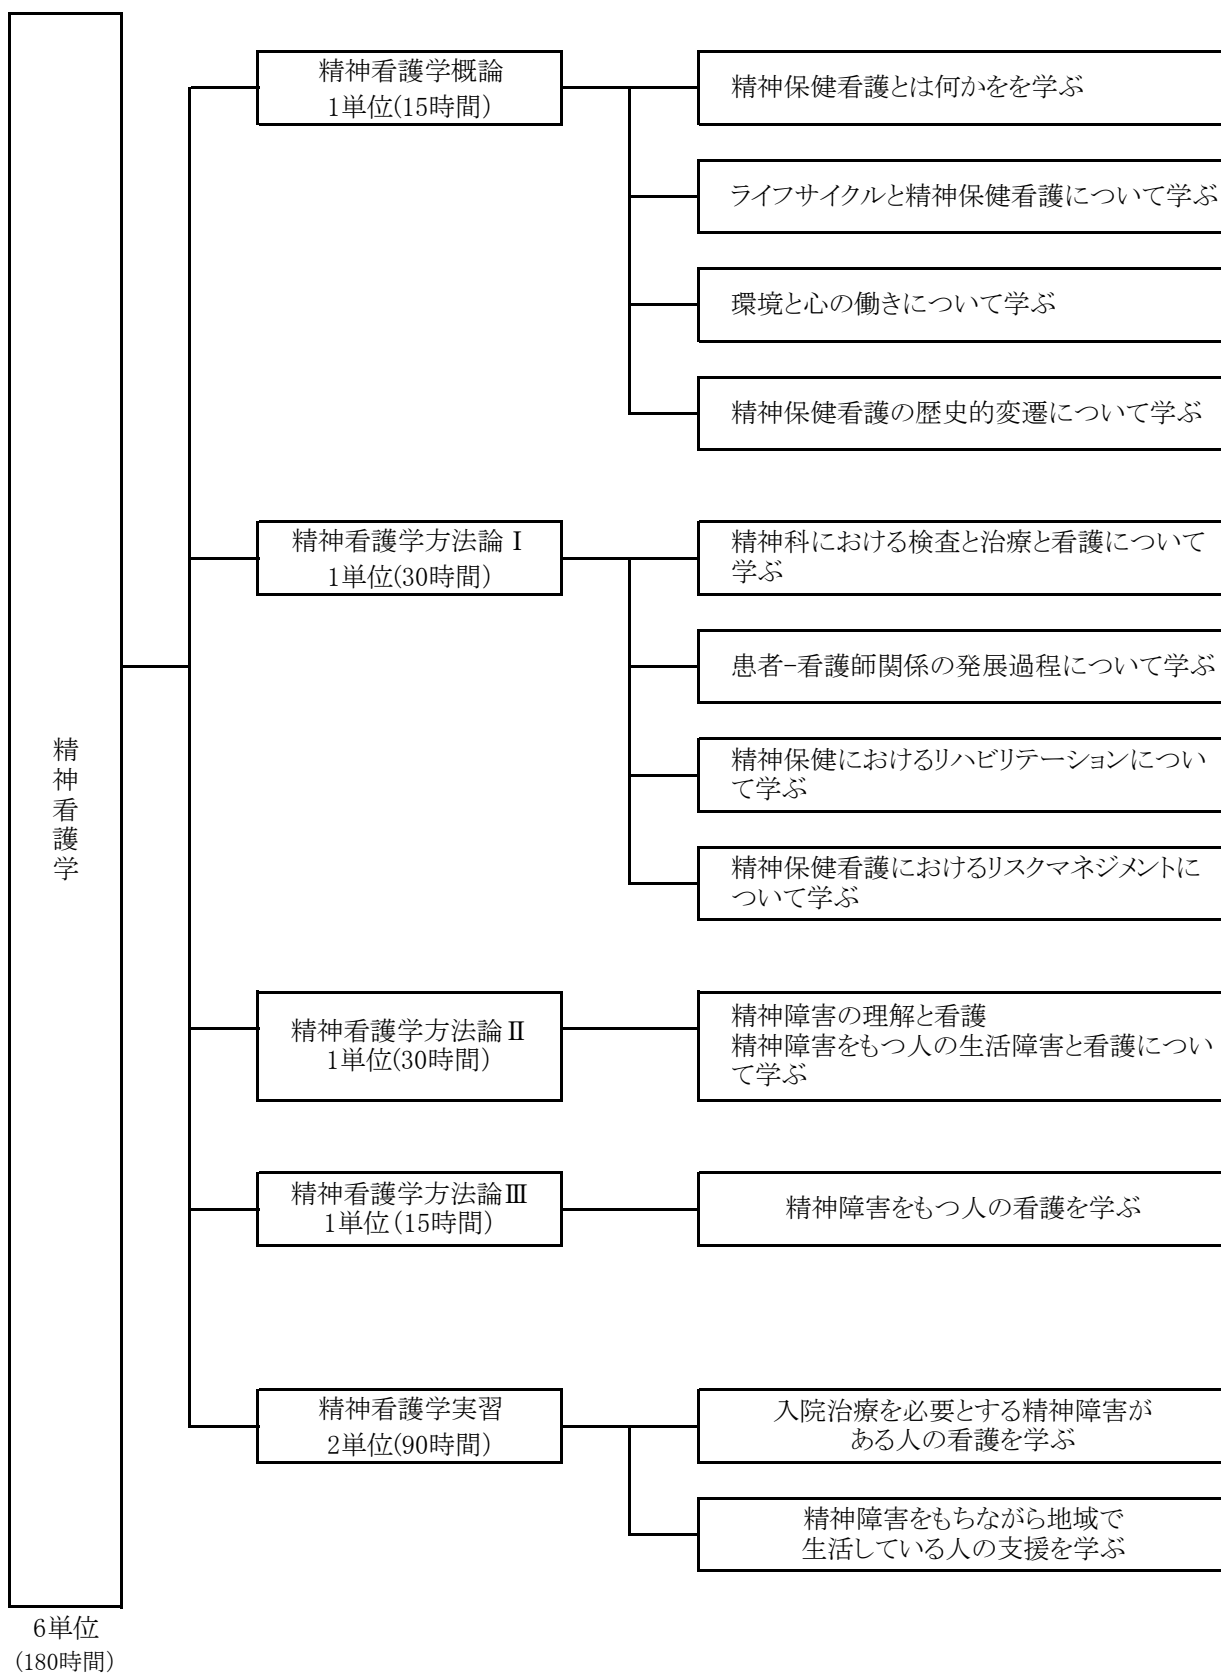 精神看護学
6単位
(180時間)
精神看護学概論
1単位(15時間)
精神保健看護とは何かをを学ぶ
ライフサイクルと精神保健看護について学ぶ
環境と心の働きについて学ぶ
精神保健看護の歴史的変遷について学ぶ
精神看護学方法論Ⅰ
1単位(30時間)
精神科における検査と治療と看護について
学ぶ
患者-看護師関係の発展過程について学ぶ
精神保健におけるリハビリテーションについ
て学ぶ
精神保健看護におけるリスクマネジメントに
ついて学ぶ
精神看護学方法論Ⅱ
1単位(30時間)
精神障害の理解と看護
精神障害をもつ人の生活障害と看護につい
て学ぶ
精神看護学方法論Ⅲ
1単位(15時間)
精神障害をもつ人の看護を学ぶ
精神看護学実習
2単位(90時間)
入院治療を必要とする精神障害が
ある人の看護を学ぶ
精神障害をもちながら地域で
生活している人の支援を学ぶ